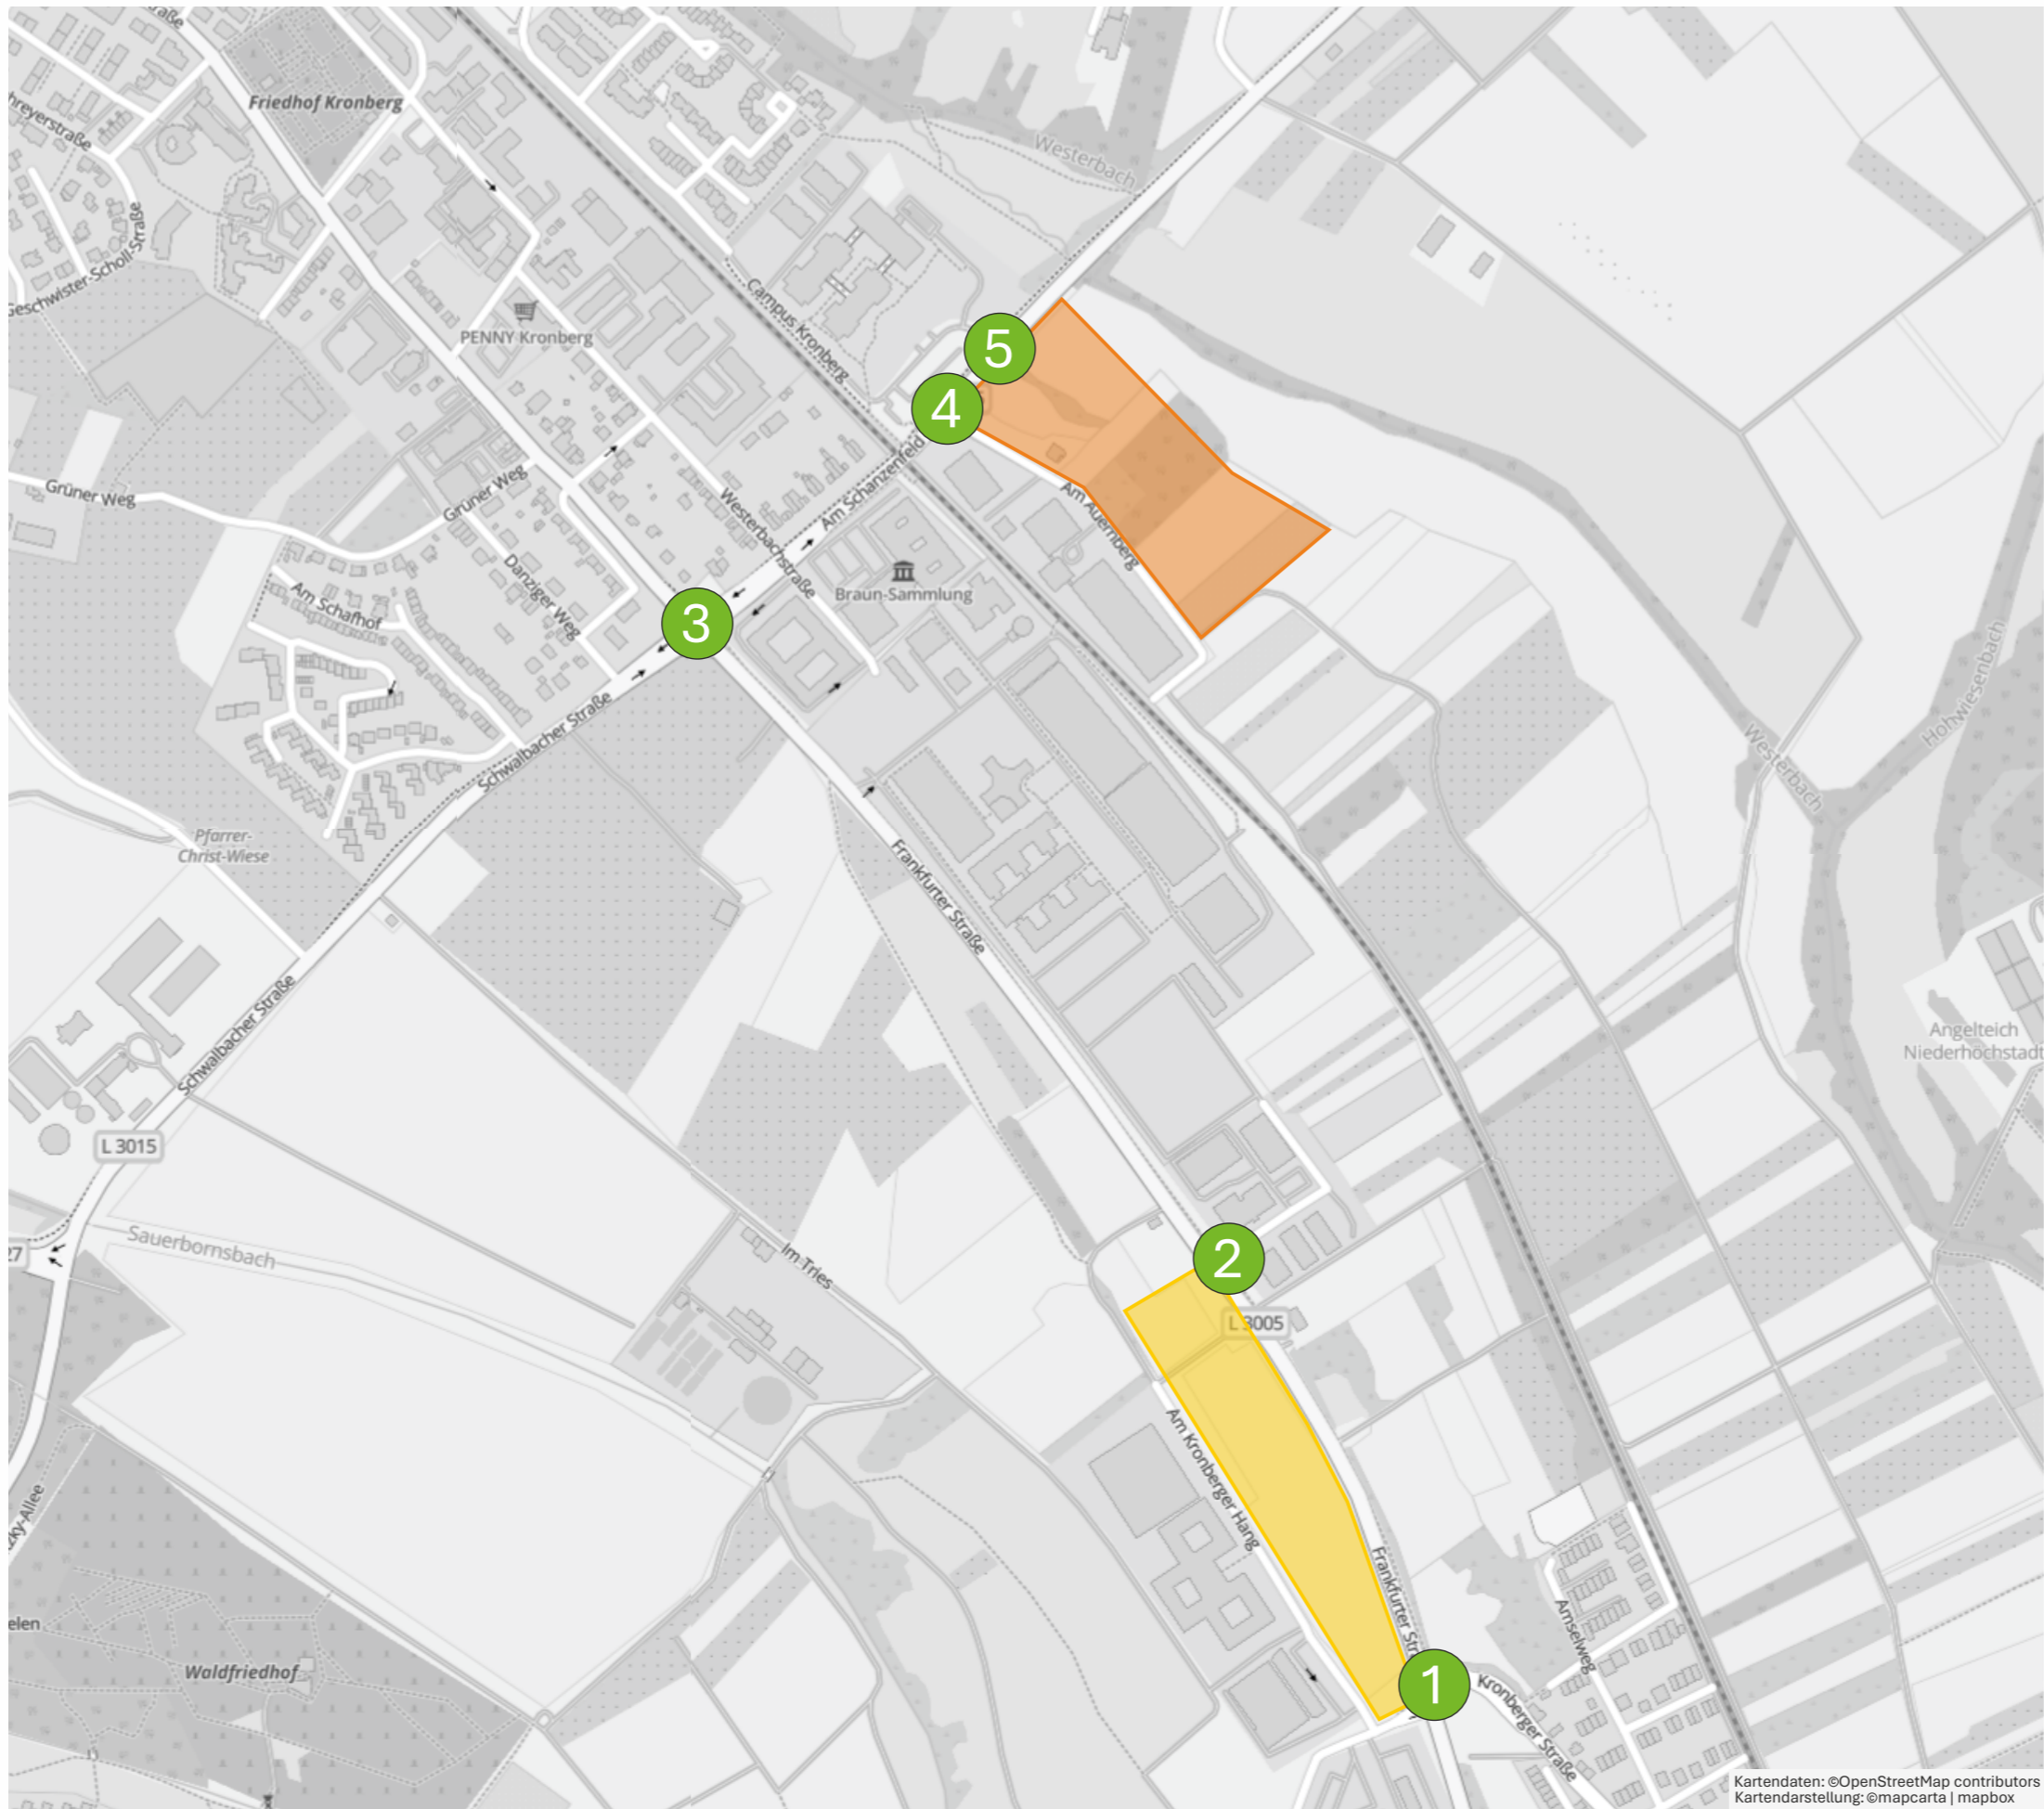 Friedhof Kronberg
Westerbach
Geschwister-Scholl-Straße
Campus Kronberg
PENNY Kronberg
5
4
Am Schanzenfeld
Grüner Weg
Grüner Weg
Westerbachstraße
Am Auernberg
Danziger Weg
Braun-Sammlung
Am Schafhof
3
Schwalbacher Straße
Hohwiesenbach
Westerbach
Pfarrer-
Christ-Wiese
Frankfurter Straße
Schwalbacher Straße
Angelteich
Niederhöchstadt
L 3015
Sauerbornsbach
27
Im Tries
2
L 3005
Am Kronberger Hang
Frankfurter Str
Amselweg
elen
Waldfriedhof
1
Kronberger Straße
Kartendaten: ©OpenStreetMap contributors
Kartendarstellung: ©mapcarta | mapbox